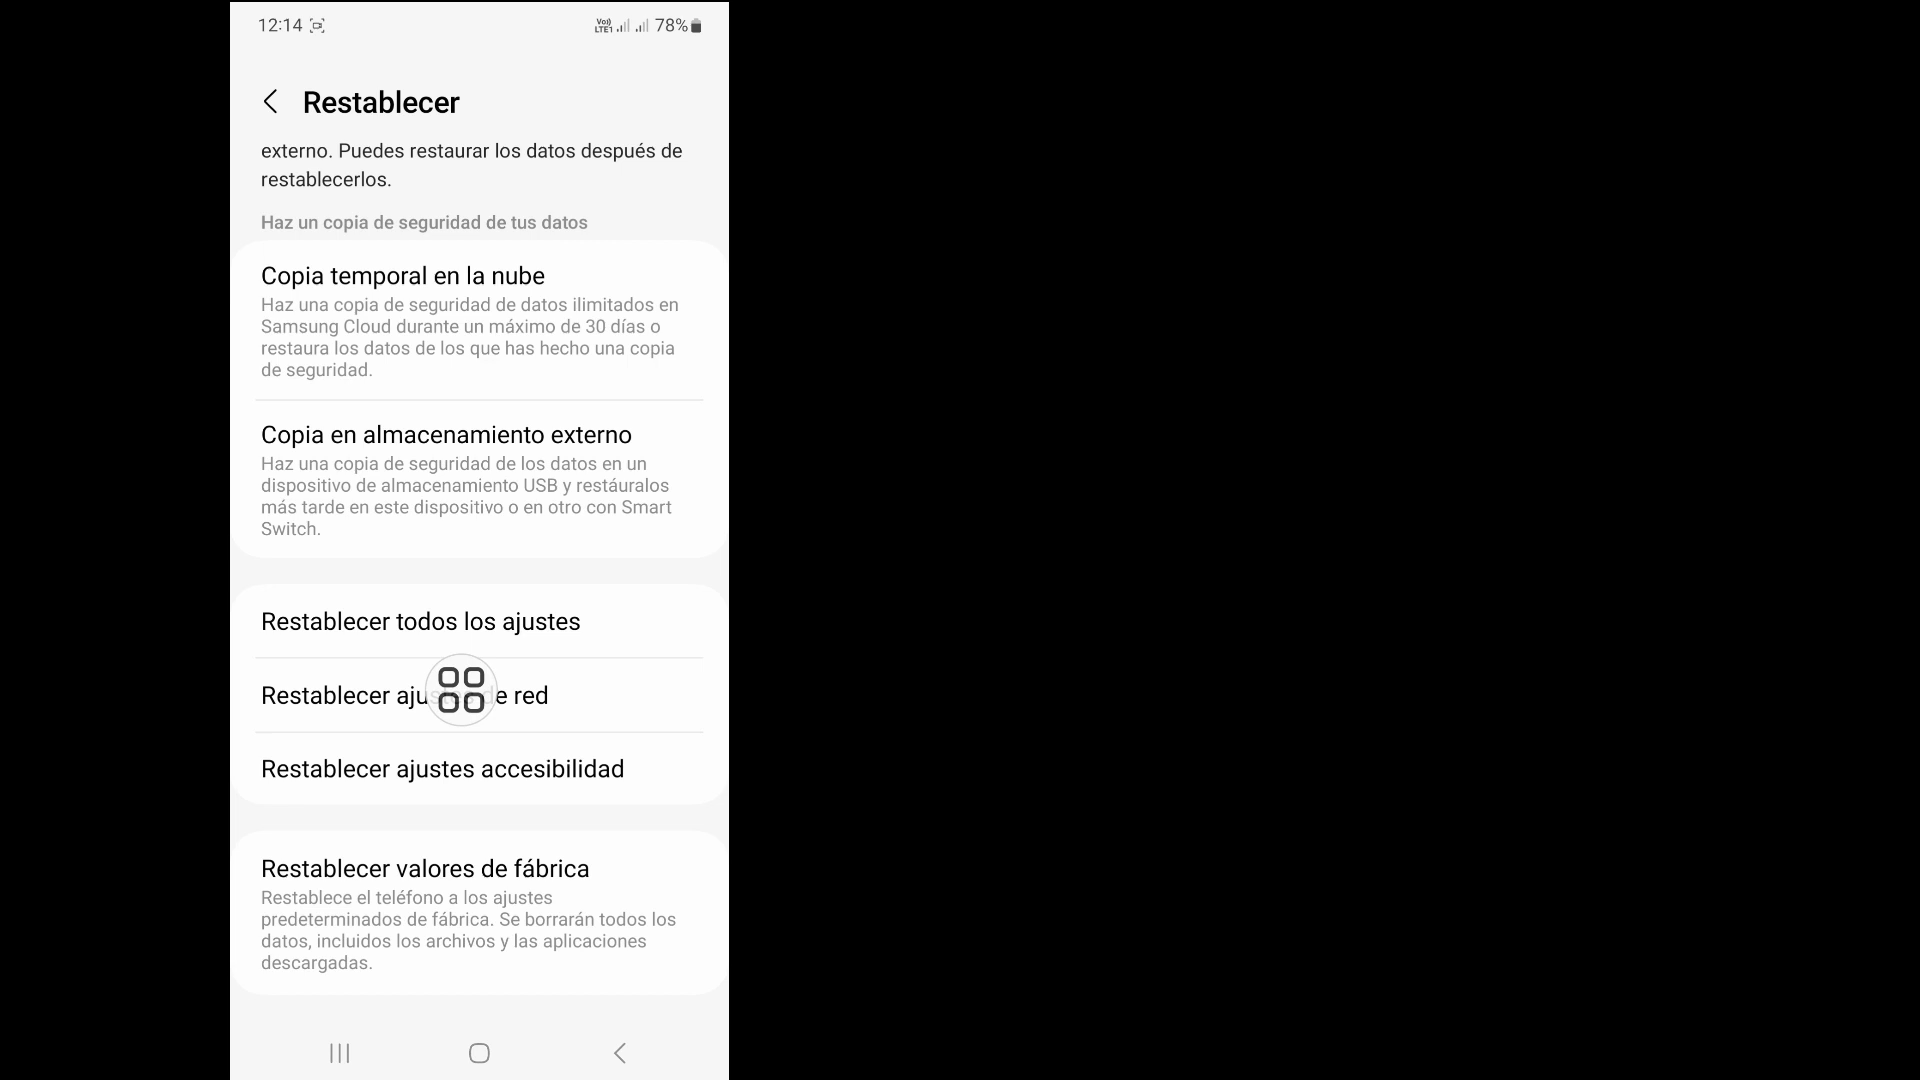 12:14
Vo))
LTE1
78%
Restablecer
externo. Puedes restaurar los datos después de
restablecerlos.
Haz un copia de seguridad de tus datos
Copia temporal en la nube
Haz una copia de seguridad de datos ilimitados en
Samsung Cloud durante un máximo de 30 días o
restaura los datos de los que has hecho una copia
de seguridad.
Copia en almacenamiento externo
Haz una copia de seguridad de los datos en un
dispositivo de almacenamiento USB y restáuralos
más tarde en este dispositivo o en otro con Smart
Switch.
Restablecer todos los ajustes
Restablecer ajustes de red
Restablecer ajustes accesibilidad
Restablecer valores de fábrica
Restablece el teléfono a los ajustes
predeterminados de fábrica. Se borrarán todos los
datos, incluidos los archivos y las aplicaciones
descargadas.